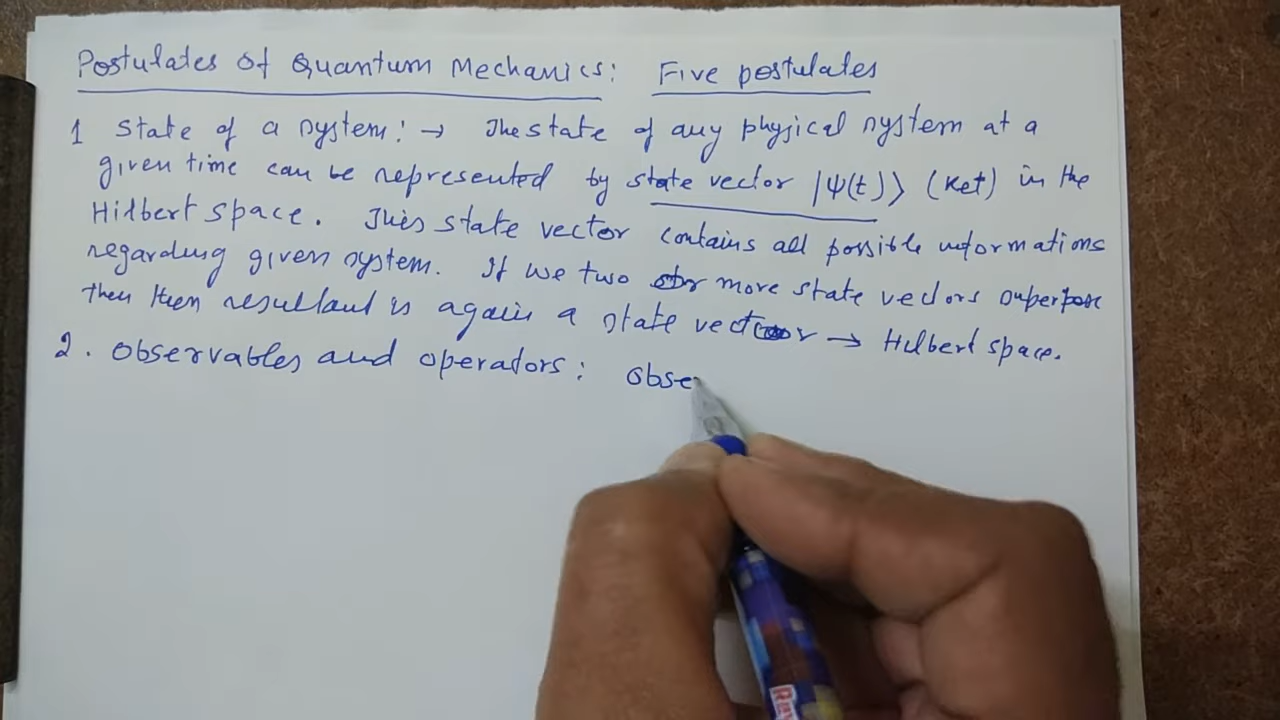 Postulates of Quantum Mechanics: Five postulates
1 State of a system: → The state of any physical system at a
given time can be represented by state vector |ψ(t)⟩ (Ket) in the
Hilbert space. This state vector contains all possible informations
regarding given system. If we two or more state vectors superpose
then then resultant is again a state vector → Hilbert space.
2. Observables and operators: Obse